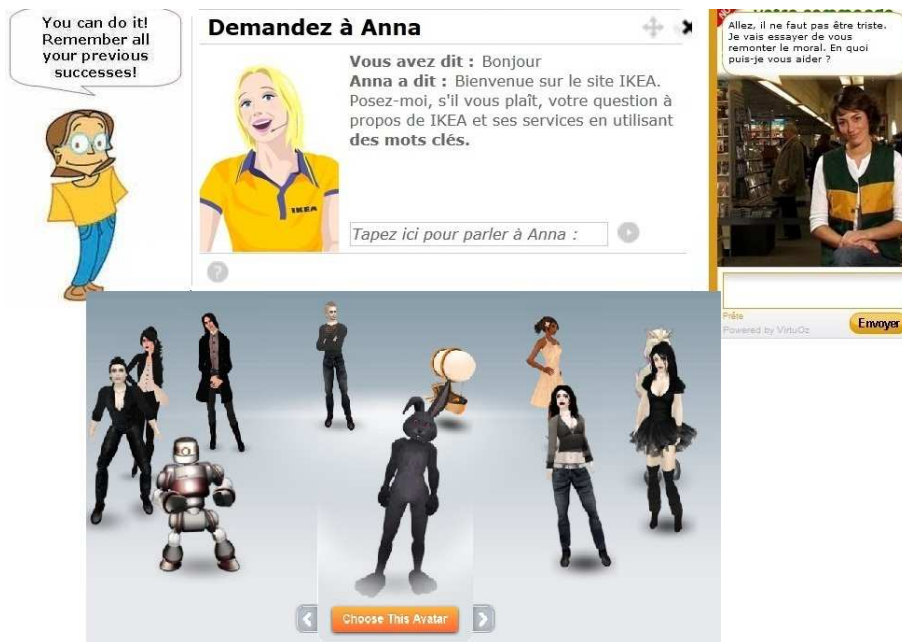 You can do it!
Remember all
your previous
successes!
Demandez à Anna
Vous avez dit : Bonjour
Anna a dit : Bienvenue sur le site IKEA.
Posez-moi, s'il vous plaît, votre question à
propos de IKEA et ses services en utilisant
des mots clés.
IKEA
Tapez ici pour parler à Anna :
?
votre commande
Allez, il ne faut pas être triste.
Je vais essayer de vous
remonter le moral. En quoi
puis-je vous aider ?
Prête
Powered by VirtuOz
Envoyer
Choose This Avatar